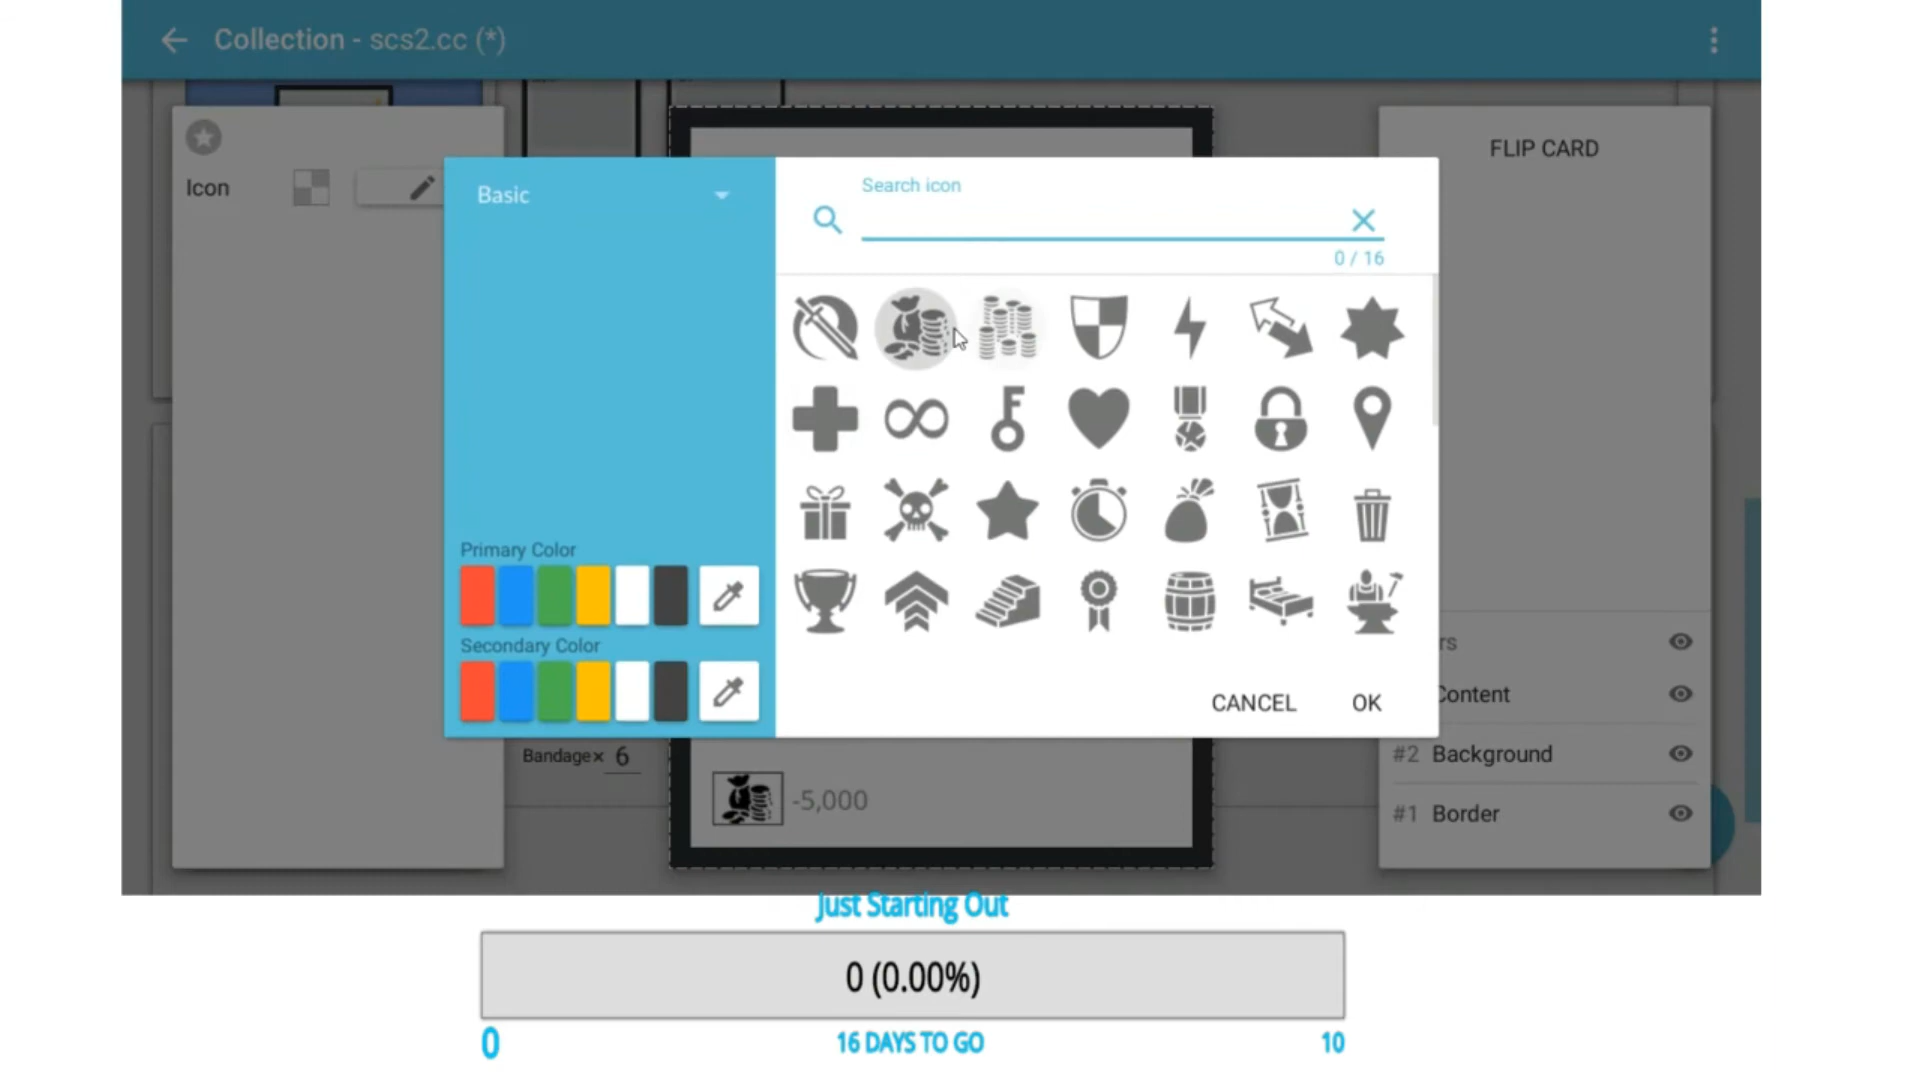 Collection - scs2.cc (*)
FLIP CARD
Icon
Basic
Search icon
0 / 16
Primary Color
Secondary Color
CANCEL
OK
rs
Content
#2 Background
#1 Border
Bandage× 6
-5,000
Just Starting Out
0 (0.00%)
0
16 DAYS TO GO
10